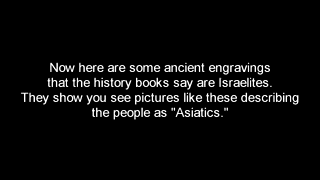 Now here are some ancient engravings
that the history books say are Israelites.
They show you see pictures like these describing
the people as "Asiatics."